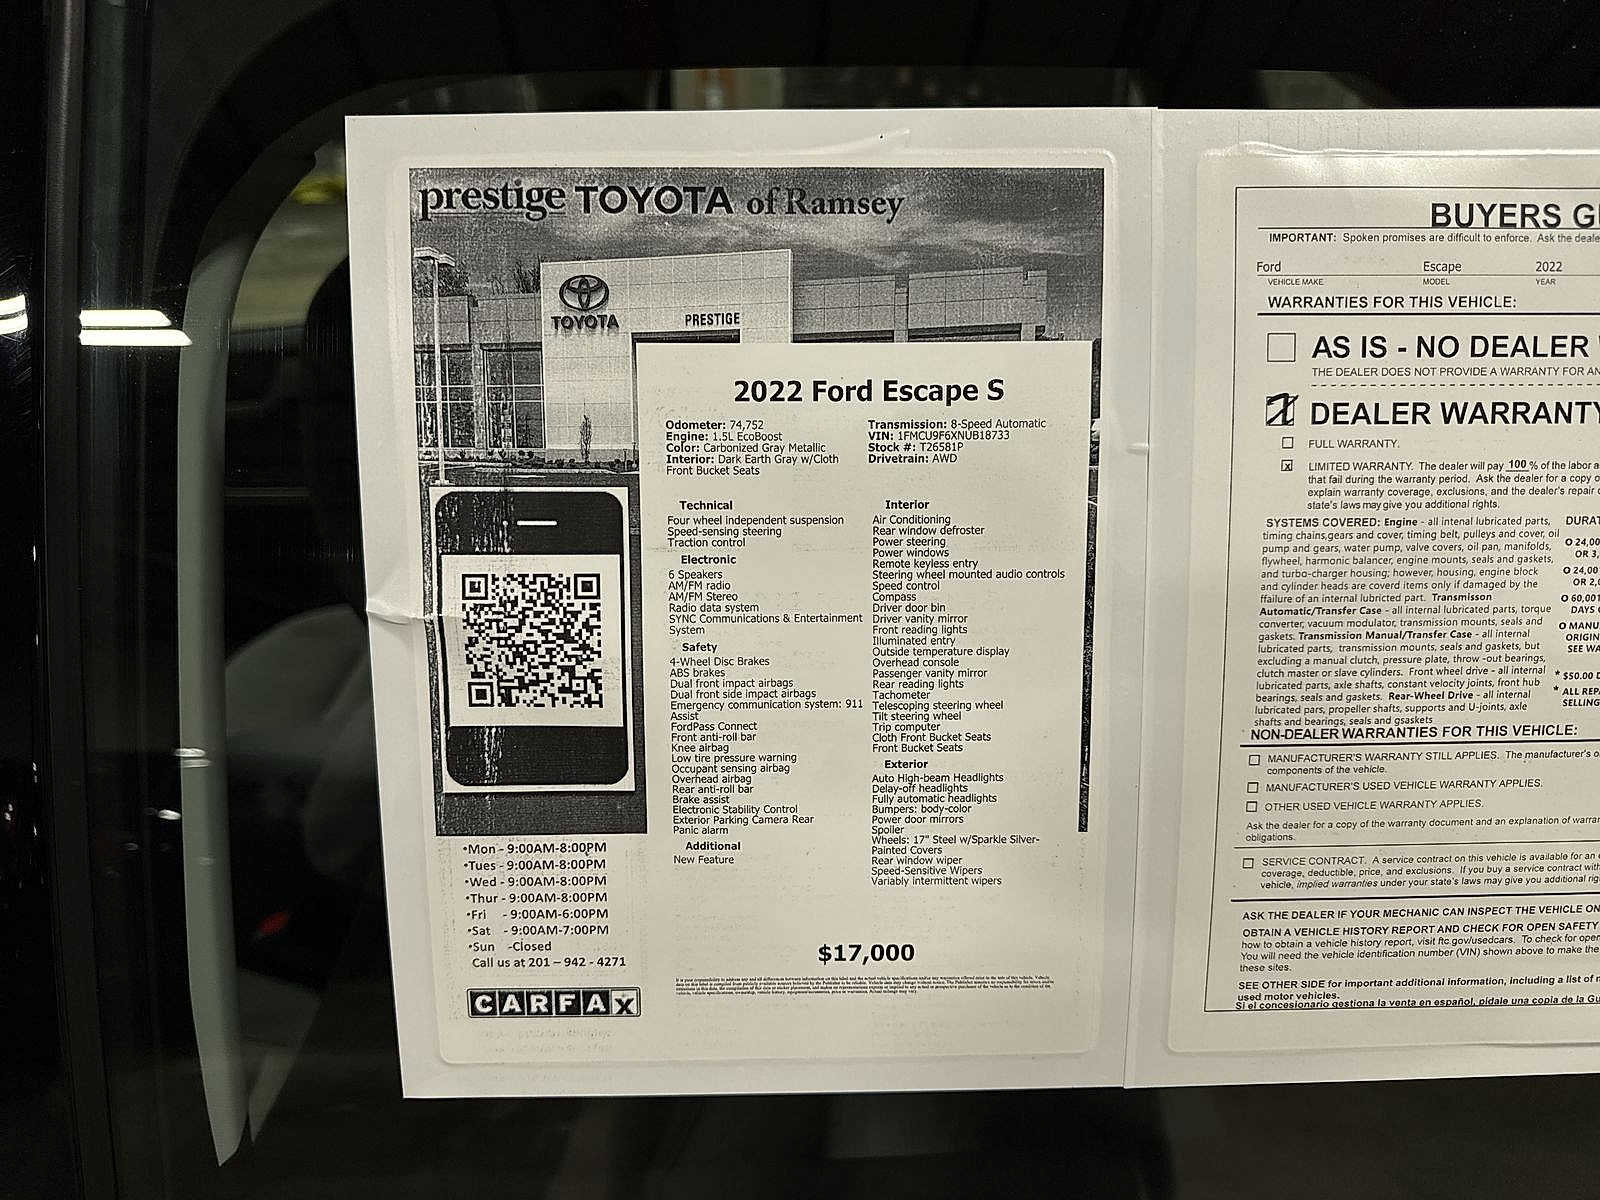 prestige TOYOTA of Ramsey
TOYOTA
PRESTIGE
2022 Ford Escape S
Odometer: 74,752
Engine: 1.5L EcoBoost
Color: Carbonized Gray Metallic
Interior: Dark Earth Gray w/Cloth
Front Bucket Seats
Transmission: 8-Speed Automatic
VIN: 1FMCU9F6XNUB18733
Stock #: T26581P
Drivetrain: AWD
Technical
Four wheel independent suspension
Speed-sensing steering
Traction control
Electronic
6 Speakers
AM/FM radio
AM/FM Stereo
Radio data system
SYNC Communications & Entertainment
System
Safety
4-Wheel Disc Brakes
ABS brakes
Dual front impact airbags
Dual front side impact airbags
Emergency communication system: 911
Assist
FordPass Connect
Front anti-roll bar
Knee airbag
Low tire pressure warning
Occupant sensing airbag
Overhead airbag
Rear anti-roll bar
Brake assist
Electronic Stability Control
Exterior Parking Camera Rear
Panic alarm
Additional
New Feature
Interior
Air Conditioning
Rear window defroster
Power steering
Power windows
Remote keyless entry
Steering wheel mounted audio controls
Speed control
Compass
Driver door bin
Driver vanity mirror
Front reading lights
Illuminated entry
Outside temperature display
Overhead console
Passenger vanity mirror
Rear reading lights
Tachometer
Telescoping steering wheel
Tilt steering wheel
Trip computer
Cloth Front Bucket Seats
Front Bucket Seats
Exterior
Auto High-beam Headlights
Delay-off headlights
Fully automatic headlights
Bumpers: body-color
Power door mirrors
Spoiler
Wheels: 17" Steel w/Sparkle Silver-
Painted Covers
Rear window wiper
Speed-Sensitive Wipers
Variably intermittent wipers
$17,000
•Mon - 9:00AM-8:00PM
•Tues - 9:00AM-8:00PM
•Wed - 9:00AM-8:00PM
•Thur - 9:00AM-8:00PM
•Fri - 9:00AM-6:00PM
•Sat - 9:00AM-7:00PM
•Sun -Closed
Call us at 201 – 942 - 4271
CARFAX
BUYERS GU
IMPORTANT: Spoken promises are difficult to enforce. Ask the deale
Ford Escape 2022
VEHICLE MAKE MODEL YEAR
WARRANTIES FOR THIS VEHICLE:
AS IS - NO DEALER
THE DEALER DOES NOT PROVIDE A WARRANTY FOR AN
DEALER WARRANTY
FULL WARRANTY.
LIMITED WARRANTY. The dealer will pay 100 % of the labor a
that fail during the warranty period. Ask the dealer for a copy o
explain warranty coverage, exclusions, and the dealer's repair o
state's laws may give you additional rights.
SYSTEMS COVERED: Engine - all intenal lubricated parts,
timing chains,gears and cover, timing belt, pulleys and cover, oil
pump and gears, water pump, valve covers, oil pan, manifolds,
flywheel, harmonic balancer, engine mounts, seals and gaskets,
and turbo-charger housing; however, housing, engine block
and cylinder heads are coverd items only if damaged by the
ffailure of an internal lubricted part. Transmisson
Automatic/Transfer Case - all internal lubricated parts, torque
converter, vacuum modulator, transmission mounts, seals and
gaskets. Transmission Manual/Transfer Case - all internal
lubricated parts, transmission mounts, seals and gaskets, but
excluding a manual clutch, pressure plate, throw -out bearings,
clutch master or slave cylinders. Front wheel drive - all internal
lubricated parts, axle shafts, constant velocity joints, front hub
bearings, seals and gaskets. Rear-Wheel Drive - all internal
lubricated pars, propeller shafts, supports and U-joints, axle
shafts and bearings, seals and gsaskets
DURAT
O 24,00
OR 3,
O 24,00
OR 2,0
O 60,001
DAYS O
O MANU
ORIGIN
SEE WA
* $50.00 D
* ALL REPA
SELLING
NON-DEALER WARRANTIES FOR THIS VEHICLE:
MANUFACTURER'S WARRANTY STILL APPLIES. The manufacturer's o
components of the vehicle.
MANUFACTURER'S USED VEHICLE WARRANTY APPLIES.
OTHER USED VEHICLE WARRANTY APPLIES.
Ask the dealer for a copy of the warranty document and an explanation of warran
obligations.
SERVICE CONTRACT. A service contract on this vehicle is available for an e
coverage, deductible, price, and exclusions. If you buy a service contract with
vehicle, implied warranties under your state's laws may give you additional rig
ASK THE DEALER IF YOUR MECHANIC CAN INSPECT THE VEHICLE ON
OBTAIN A VEHICLE HISTORY REPORT AND CHECK FOR OPEN SAFETY
how to obtain a vehicle history report, visit ftc.gov/usedcars. To check for open
You will need the vehicle identification number (VIN) shown above to make the
these sites.
SEE OTHER SIDE for important additional information, including a list of m
used motor vehicles.
Si el concesionario gestiona la venta en español, pídale una copia de la Gu